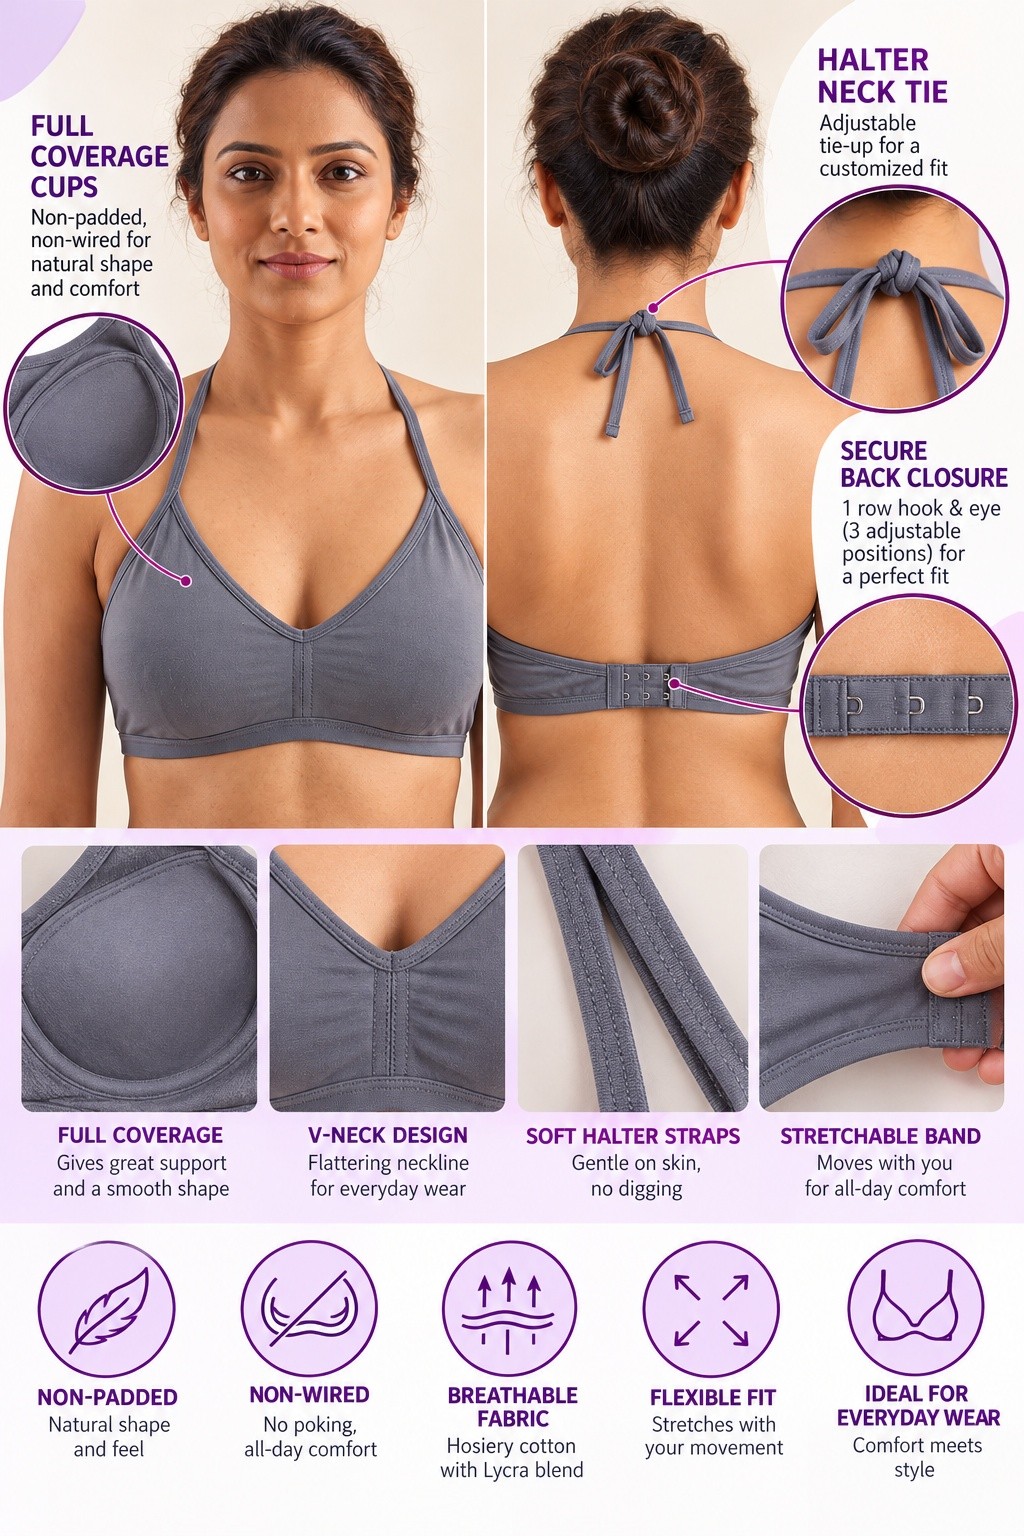 FULL
COVERAGE
CUPS
Non-padded,
non-wired for
natural shape
and comfort
HALTER
NECK TIE
Adjustable
tie-up for a
customized fit
SECURE
BACK CLOSURE
1 row hook & eye
(3 adjustable
positions) for
a perfect fit
FULL COVERAGE
Gives great support
and a smooth shape
V-NECK DESIGN
Flattering neckline
for everyday wear
SOFT HALTER STRAPS
Gentle on skin,
no digging
STRETCHABLE BAND
Moves with you
for all-day comfort
NON-PADDED
Natural shape
and feel
NON-WIRED
No poking,
all-day comfort
BREATHABLE
FABRIC
Hosiery cotton
with Lycra blend
FLEXIBLE FIT
Stretches with
your movement
IDEAL FOR
EVERYDAY WEAR
Comfort meets
style